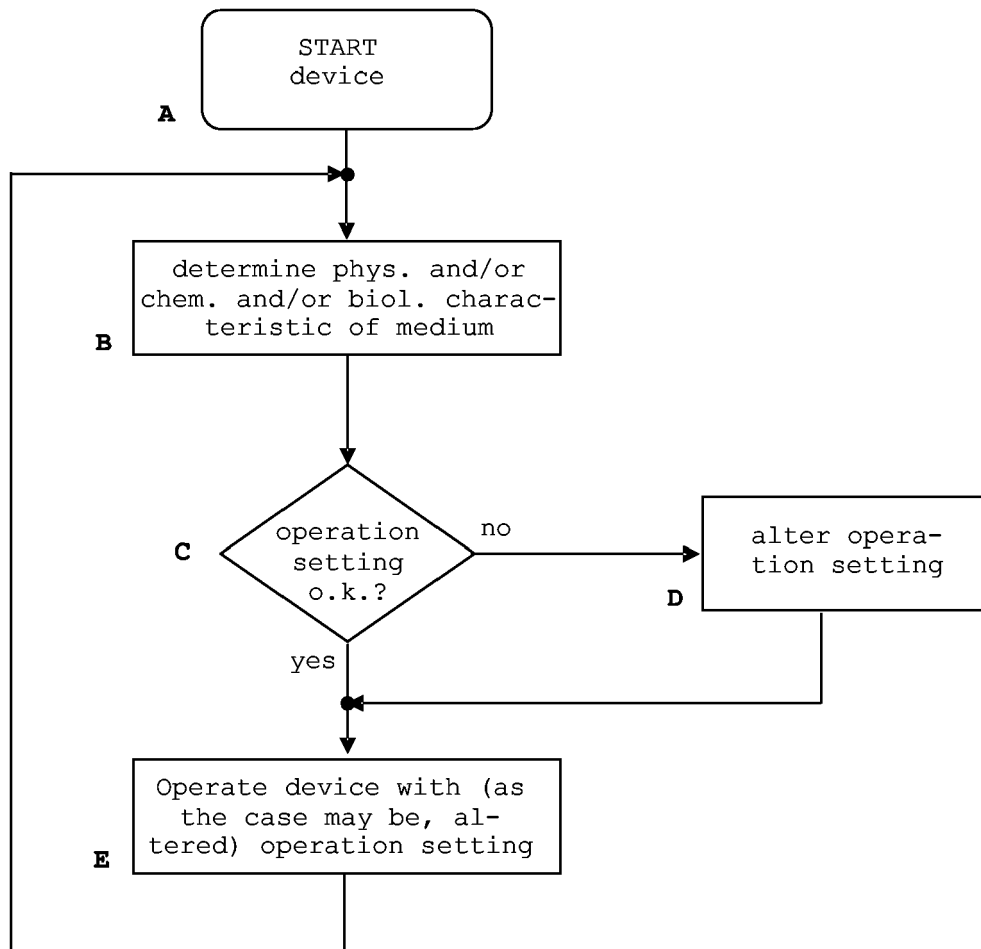 START
device
A
determine phys. and/or
chem. and/or biol. charac-
teristic of medium
B
operation
setting
o.k.?
C
no
alter opera-
tion setting
D
yes
Operate device with (as
the case may be, al-
tered) operation setting
E